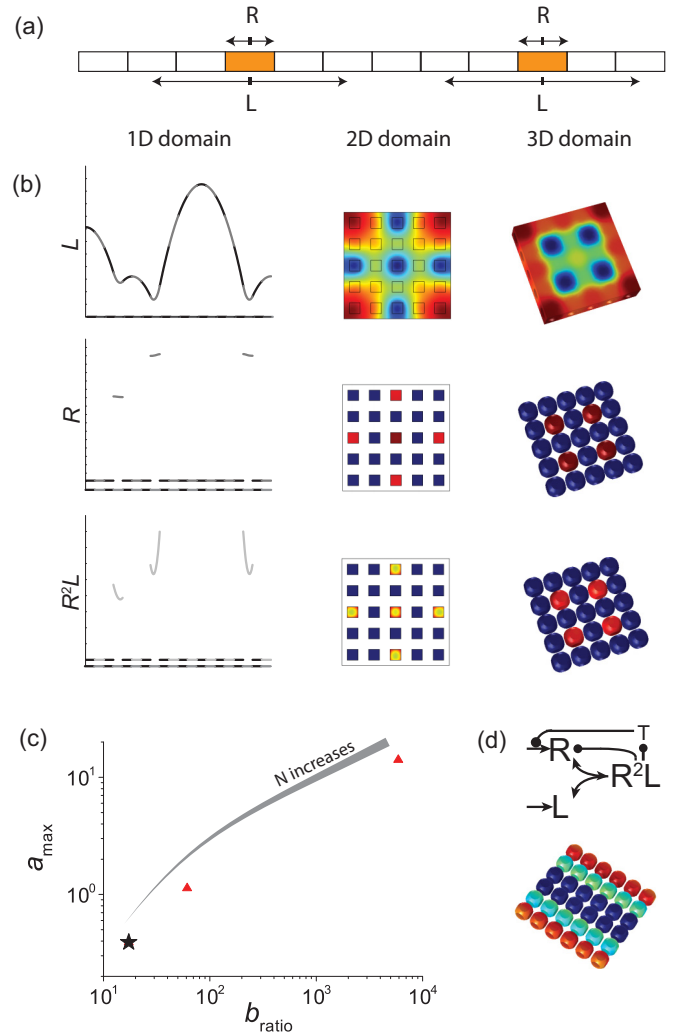 (a)
R
R
L
L
1D domain
2D domain
3D domain
(b)
L
R
R²L
(c)
a_max
10¹
10⁰
N increases
10¹
10²
10³
10⁴
b_ratio
(d)
T
R
R²L
L